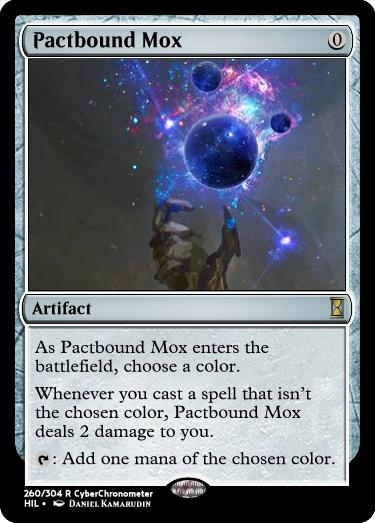 Pactbound Mox 0
Artifact
As Pactbound Mox enters the
battlefield, choose a color.
Whenever you cast a spell that isn't
the chosen color, Pactbound Mox
deals 2 damage to you.
: Add one mana of the chosen color.
260/304 R CyberChronometer
HIL • Daniel Kamarudin